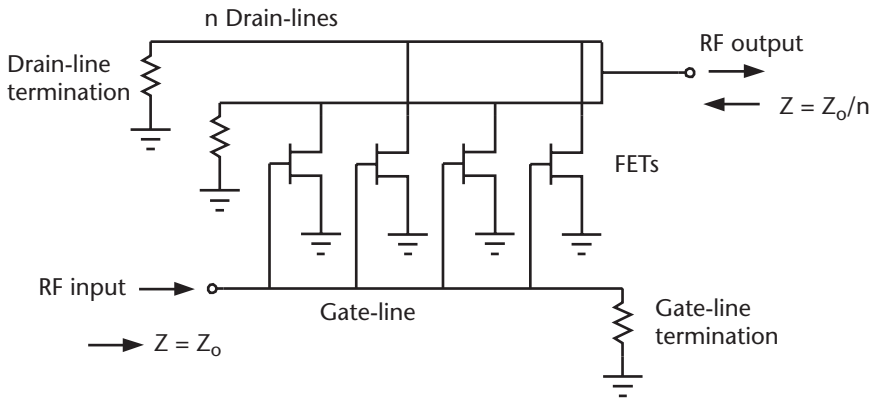 n Drain-lines
RF output
Drain-line
termination
Z = Zₒ/n
FETs
RF input
Gate-line
Gate-line
termination
Z = Zₒ